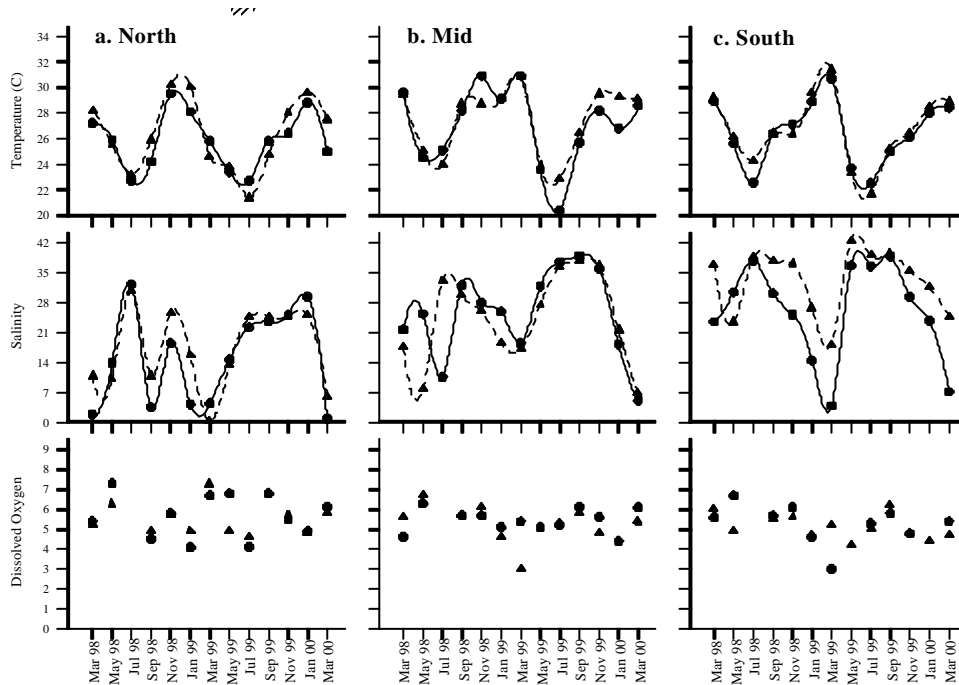 a. North
b. Mid
c. South
Temperature (C)
34
32
30
28
26
24
22
20
Salinity
42
35
28
21
14
7
0
Dissolved Oxygen
9
8
7
6
5
4
3
2
1
0
Mar 98
May 98
Jul 98
Sep 98
Nov 98
Jan 99
Mar 99
May 99
Jul 99
Sep 99
Nov 99
Jan 00
Mar 00
Mar 98
May 98
Jul 98
Sep 98
Nov 98
Jan 99
Mar 99
May 99
Jul 99
Sep 99
Nov 99
Jan 00
Mar 00
Mar 98
May 98
Jul 98
Sep 98
Nov 98
Jan 99
Mar 99
May 99
Jul 99
Sep 99
Nov 99
Jan 00
Mar 00